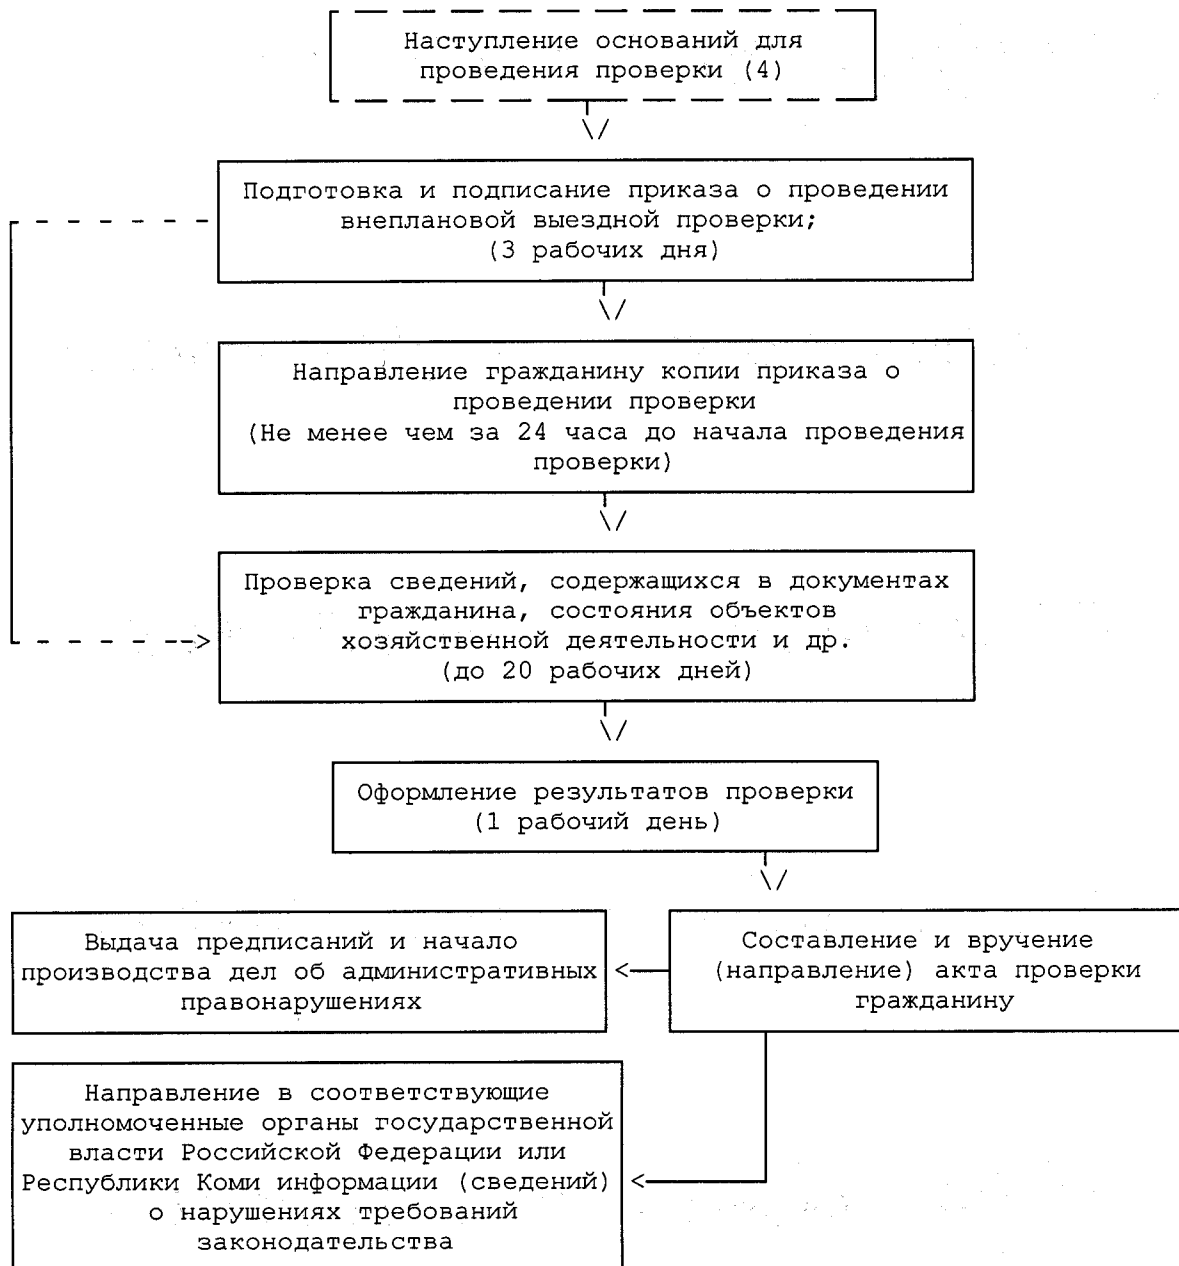 Наступление оснований для
проведения проверки (4)
Подготовка и подписание приказа о проведении
внеплановой выездной проверки;
(3 рабочих дня)
Направление гражданину копии приказа о
проведении проверки
(Не менее чем за 24 часа до начала проведения
проверки)
Проверка сведений, содержащихся в документах
гражданина, состояния объектов
хозяйственной деятельности и др.
(до 20 рабочих дней)
Оформление результатов проверки
(1 рабочий день)
Выдача предписаний и начало
производства дел об административных
правонарушениях
Составление и вручение
(направление) акта проверки
гражданину
Направление в соответствующие
уполномоченные органы государственной
власти Российской Федерации или
Республики Коми информации (сведений)
о нарушениях требований
законодательства